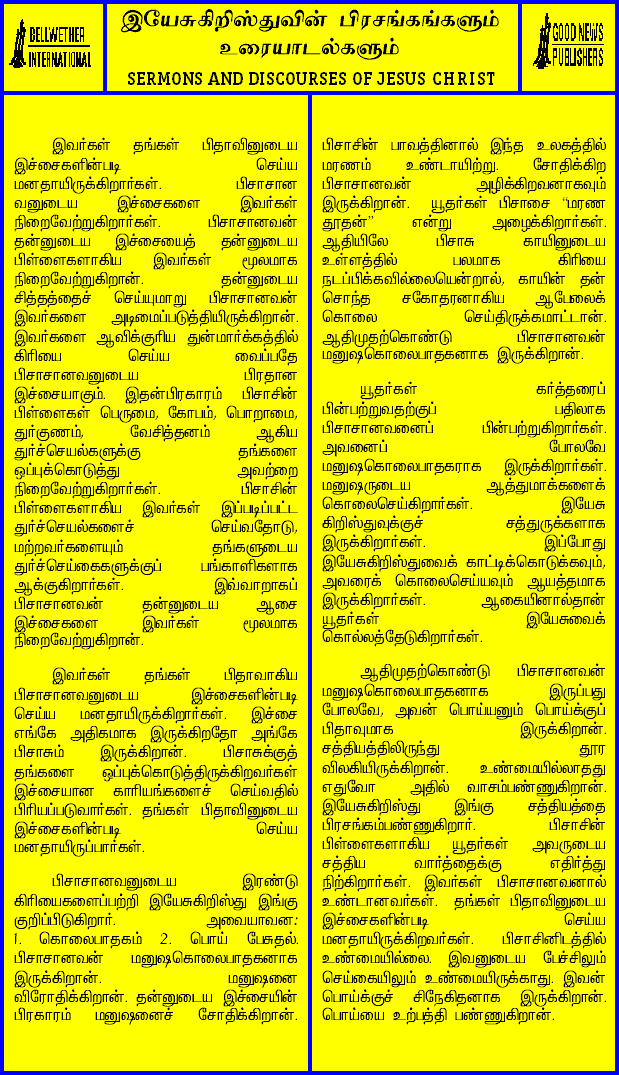 BELLWETHER
INTERNATIONAL
இயேசுகிறிஸ்துவின் பிரசங்கங்களும்
உரையாடல்களும்
SERMONS AND DISCOURSES OF JESUS CHRIST
GOOD NEWS
PUBLISHERS
இவர்கள் தங்கள் பிதாவினுடைய
இச்சைகளின்படி செய்ய
மனதாயிருக்கிறார்கள். பிசாசான
வனுடைய இச்சைகளை இவர்கள்
நிறைவேற்றுகிறார்கள். பிசாசானவன்
தன்னுடைய இச்சையைத் தன்னுடைய
பிள்ளைகளாகிய இவர்கள் மூலமாக
நிறைவேற்றுகிறான். தன்னுடைய
சித்தத்தைச் செய்யுமாறு பிசாசானவன்
இவர்களை அடிமைப்படுத்தியிருக்கிறான்.
இவர்களை ஆவிக்குரிய துன்மார்க்கத்தில்
கிரியை செய்ய வைப்பதே
பிசாசானவனுடைய பிரதான
இச்சையாகும். இதன்பிரகாரம் பிசாசின்
பிள்ளைகள் பெருமை, கோபம், பொறாமை,
துர்குணம், வேசித்தனம் ஆகிய
துர்ச்செயல்களுக்கு தங்களை
ஒப்புக்கொடுத்து அவற்றை
நிறைவேற்றுகிறார்கள். பிசாசின்
பிள்ளைகளாகிய இவர்கள் இப்படிப்பட்ட
துர்ச்செயல்களைச் செய்வதோடு,
மற்றவர்களையும் தங்களுடைய
துர்ச்செய்கைகளுக்குப் பங்காளிகளாக
ஆக்குகிறார்கள். இவ்வாறாகப்
பிசாசானவன் தன்னுடைய ஆசை
இச்சைகளை இவர்கள் மூலமாக
நிறைவேற்றுகிறான்.
இவர்கள் தங்கள் பிதாவாகிய
பிசாசானவனுடைய இச்சைகளின்படி
செய்ய மனதாயிருக்கிறார்கள். இச்சை
எங்கே அதிகமாக இருக்கிறதோ அங்கே
பிசாசும் இருக்கிறான். பிசாசுக்குத்
தங்களை ஒப்புக்கொடுத்திருக்கிறவர்கள்
இச்சையான காரியங்களைச் செய்வதில்
பிரியப்படுவார்கள். தங்கள் பிதாவினுடைய
இச்சைகளின்படி செய்ய
மனதாயிருப்பார்கள்.
பிசாசானவனுடைய இரண்டு
கிரியைகளைப்பற்றி இயேசுகிறிஸ்து இங்கு
குறிப்பிடுகிறார். அவையாவன:
1. கொலைபாதகம் 2. பொய் பேசுதல்.
பிசாசானவன் மனுஷகொலைபாதகனாக
இருக்கிறான். மனுஷனை
விரோதிக்கிறான். தன்னுடைய இச்சையின்
பிரகாரம் மனுஷனைச் சோதிக்கிறான்.
பிசாசின் பாவத்தினால் இந்த உலகத்தில்
மரணம் உண்டாயிற்று. சோதிக்கிற
பிசாசானவன் அழிக்கிறவனாகவும்
இருக்கிறான். யூதர்கள் பிசாசை “மரண
தூதன்” என்று அழைக்கிறார்கள்.
ஆதியிலே பிசாசு காயினுடைய
உள்ளத்தில் பலமாக கிரியை
நடப்பிக்கவில்லையென்றால், காயின் தன்
சொந்த சகோதரனாகிய ஆபேலைக்
கொலை செய்திருக்கமாட்டான்.
ஆதிமுதற்கொண்டு பிசாசானவன்
மனுஷகொலைபாதகனாக இருக்கிறான்.
யூதர்கள் கர்த்தரைப்
பின்பற்றுவதற்குப் பதிலாக
பிசாசானவனைப் பின்பற்றுகிறார்கள்.
அவனைப் போலவே
மனுஷகொலைபாதகராக இருக்கிறார்கள்.
மனுஷருடைய ஆத்துமாக்களைக்
கொலைசெய்கிறார்கள். இயேசு
கிறிஸ்துவுக்குச் சத்துருக்களாக
இருக்கிறார்கள். இப்போது
இயேசுகிறிஸ்துவைக் காட்டிக்கொடுக்கவும்,
அவரைக் கொலைசெய்யவும் ஆயத்தமாக
இருக்கிறார்கள். ஆகையினால்தான்
யூதர்கள் இயேசுவைக்
கொல்லத்தேடுகிறார்கள்.
ஆதிமுதற்கொண்டு பிசாசானவன்
மனுஷகொலைபாதகனாக இருப்பது
போலவே, அவன் பொய்யனும் பொய்க்குப்
பிதாவுமாக இருக்கிறான்.
சத்தியத்திலிருந்து தூர
விலகியிருக்கிறான். உண்மையில்லாதது
எதுவோ அதில் வாசம்பண்ணுகிறான்.
இயேசுகிறிஸ்து இங்கு சத்தியத்தை
பிரசங்கம்பண்ணுகிறார். பிசாசின்
பிள்ளைகளாகிய யூதர்கள் அவருடைய
சத்திய வார்த்தைக்கு எதிர்த்து
நிற்கிறார்கள். இவர்கள் பிசாசானவனால்
உண்டானவர்கள். தங்கள் பிதாவினுடைய
இச்சைகளின்படி செய்ய
மனதாயிருக்கிறவர்கள். பிசாசினிடத்தில்
உண்மையில்லை. இவனுடைய பேச்சிலும்
செய்கையிலும் உண்மையிருக்காது. இவன்
பொய்க்குச் சிநேகிதனாக இருக்கிறான்.
பொய்யை உற்பத்தி பண்ணுகிறான்.